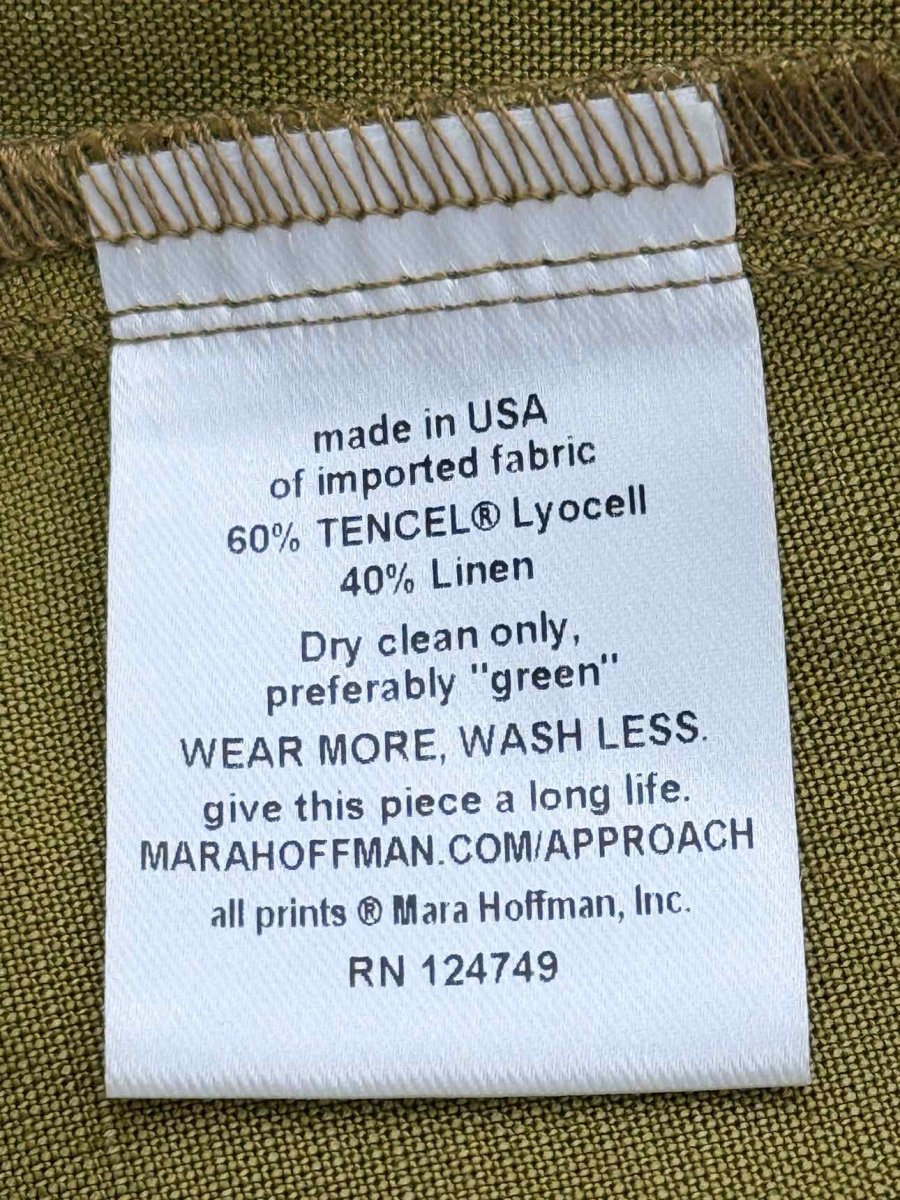 made in USA
of imported fabric
60% TENCEL® Lyocell
40% Linen
Dry clean only,
preferably "green"
WEAR MORE, WASH LESS.
give this piece a long life.
MARAHOFFMAN.COM/APPROACH
all prints ® Mara Hoffman, Inc.
RN 124749